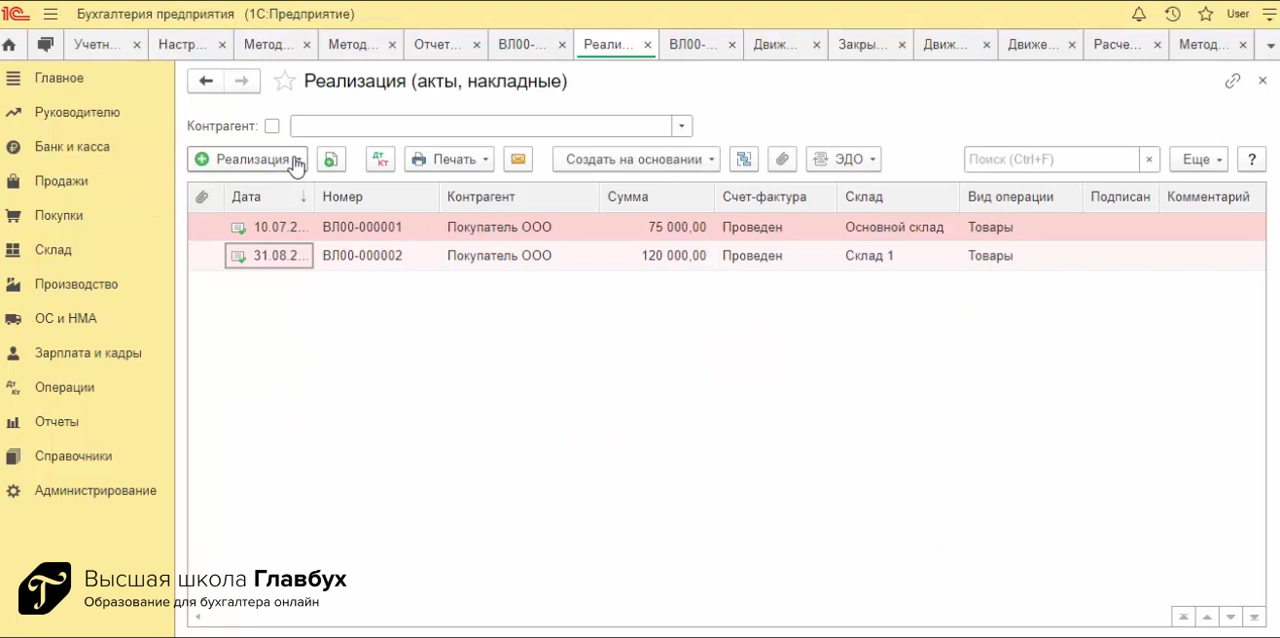 1С Бухгалтерия предприятия (1С:Предприятие) User
Учетн... × Настр... × Метод... × Метод... × Отчет... × ВЛ00-... × Реали... × ВЛ00-... × Движ... × Закры... × Движ... × Движе... × Расче... × Метод... ×
Главное
Руководителю
Банк и касса
Продажи
Покупки
Склад
Производство
ОС и НМА
Зарплата и кадры
Операции
Отчеты
Справочники
Администрирование
Реализация (акты, накладные)
Контрагент:
Реализация Дт Кт Печать Создать на основании ЭДО Поиск (Ctrl+F) × Еще ?
Дата ↓ Номер Контрагент Сумма Счет-фактура Склад Вид операции Подписан Комментарий
10.07.2... ВЛ00-000001 Покупатель ООО 75 000,00 Проведен Основной склад Товары
31.08.2... ВЛ00-000002 Покупатель ООО 120 000,00 Проведен Склад 1 Товары
Высшая школа Главбух
Образование для бухгалтера онлайн